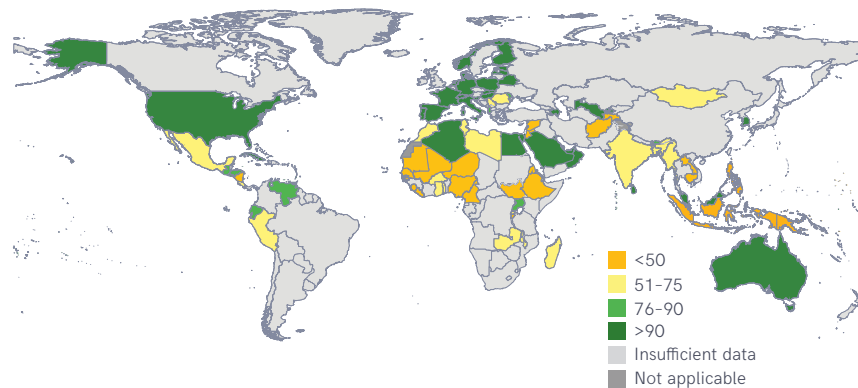 <50
51–75
76–90
>90
Insufficient data
Not applicable